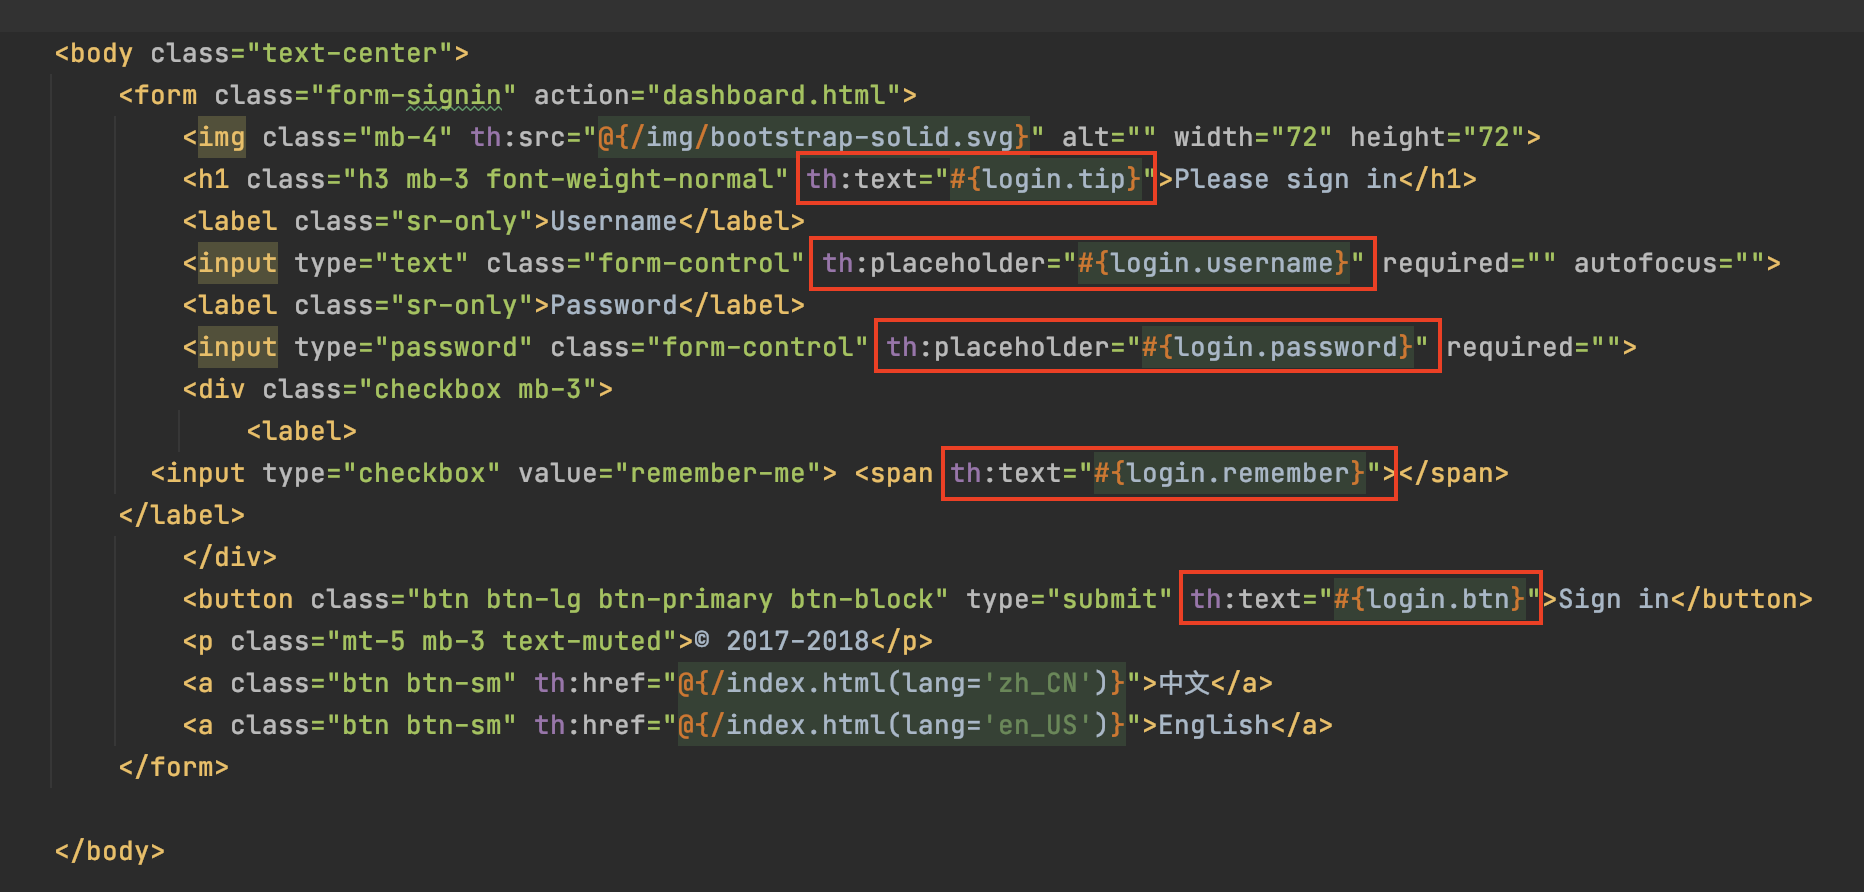 <body class="text-center">
<form class="form-signin" action="dashboard.html">
<img class="mb-4" th:src="@{/img/bootstrap-solid.svg}" alt="" width="72" height="72">
<h1 class="h3 mb-3 font-weight-normal" th:text="#{login.tip}">Please sign in</h1>
<label class="sr-only">Username</label>
<input type="text" class="form-control" th:placeholder="#{login.username}" required="" autofocus="">
<label class="sr-only">Password</label>
<input type="password" class="form-control" th:placeholder="#{login.password}" required="">
<div class="checkbox mb-3">
<label>
<input type="checkbox" value="remember-me"> <span th:text="#{login.remember}"></span>
</label>
</div>
<button class="btn btn-lg btn-primary btn-block" type="submit" th:text="#{login.btn}">Sign in</button>
<p class="mt-5 mb-3 text-muted">© 2017-2018</p>
<a class="btn btn-sm" th:href="@{/index.html(lang='zh_CN')}">中文</a>
<a class="btn btn-sm" th:href="@{/index.html(lang='en_US')}">English</a>
</form>
</body>